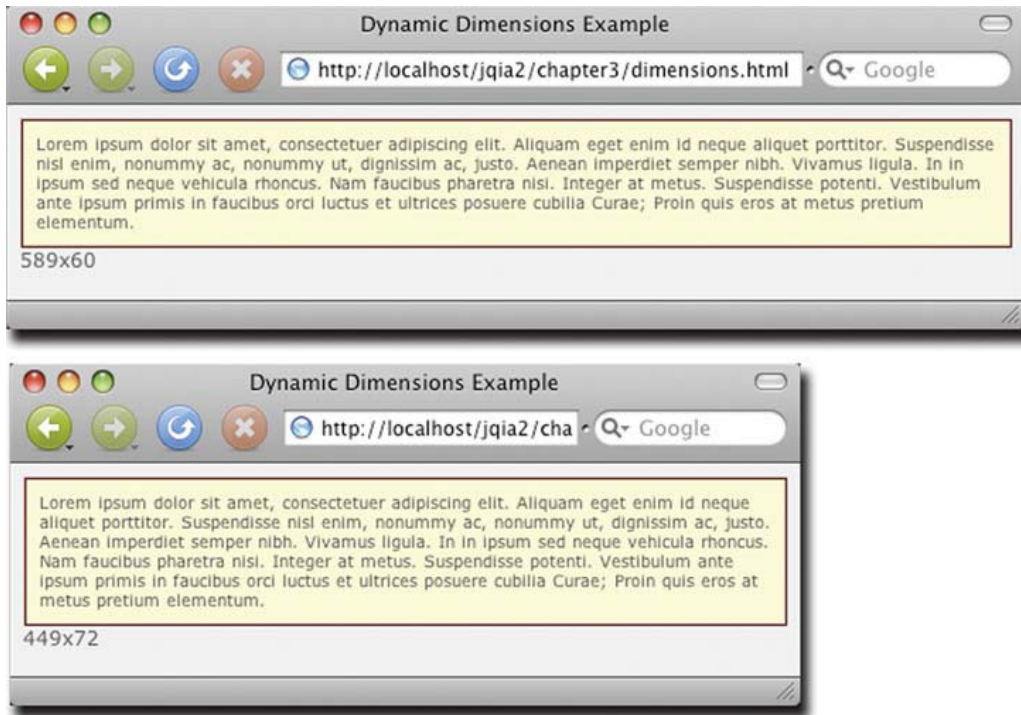 Dynamic Dimensions Example
http://localhost/jqia2/chapter3/dimensions.html
Google
Lorem ipsum dolor sit amet, consectetuer adipiscing elit. Aliquam eget enim id neque aliquet porttitor. Suspendisse
nisl enim, nonummy ac, nonummy ut, dignissim ac, justo. Aenean imperdiet semper nibh. Vivamus ligula. In in
ipsum sed neque vehicula rhoncus. Nam faucibus pharetra nisi. Integer at metus. Suspendisse potenti. Vestibulum
ante ipsum primis in faucibus orci luctus et ultrices posuere cubilia Curae; Proin quis eros at metus pretium
elementum.
589x60
Dynamic Dimensions Example
http://localhost/jqia2/cha
Google
Lorem ipsum dolor sit amet, consectetuer adipiscing elit. Aliquam eget enim id neque
aliquet porttitor. Suspendisse nisl enim, nonummy ac, nonummy ut, dignissim ac, justo.
Aenean imperdiet semper nibh. Vivamus ligula. In in ipsum sed neque vehicula rhoncus.
Nam faucibus pharetra nisi. Integer at metus. Suspendisse potenti. Vestibulum ante
ipsum primis in faucibus orci luctus et ultrices posuere cubilia Curae; Proin quis eros at
metus pretium elementum.
449x72